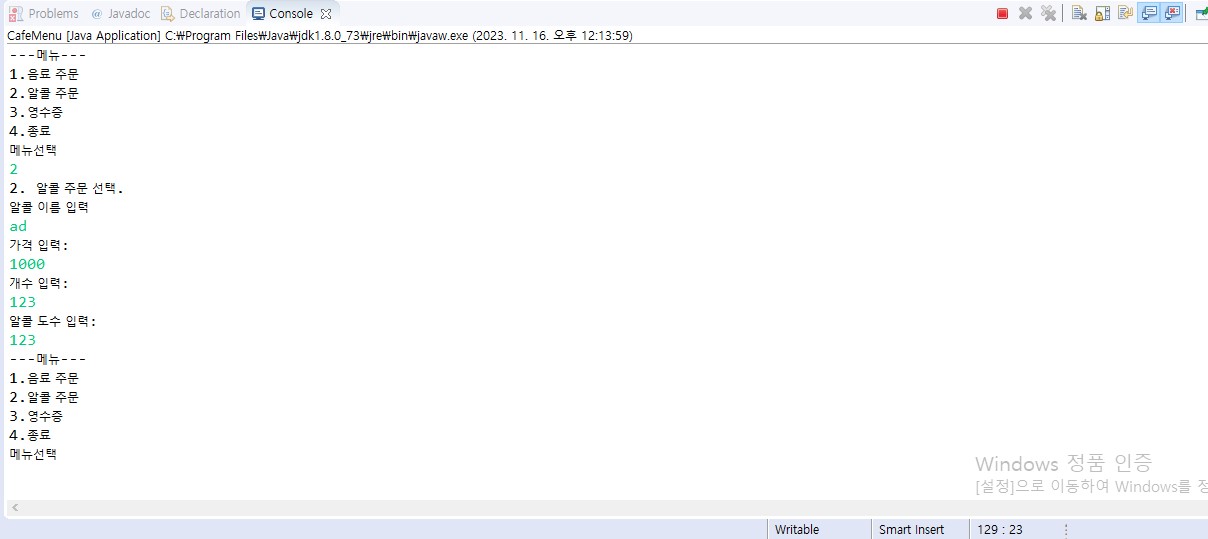 Problems @ Javadoc Declaration Console
CafeMenu [Java Application] C:₩Program Files₩Java₩jdk1.8.0_73₩jre₩bin₩javaw.exe (2023. 11. 16. 오후 12:13:59)
---메뉴---
1.음료 주문
2.알콜 주문
3.영수증
4.종료
메뉴선택
2
2. 알콜 주문 선택.
알콜 이름 입력
ad
가격 입력:
1000
개수 입력:
123
알콜 도수 입력:
123
---메뉴---
1.음료 주문
2.알콜 주문
3.영수증
4.종료
메뉴선택
Windows 정품 인증
[설정]으로 이동하여 Windows를 정
Writable Smart Insert 129 : 23